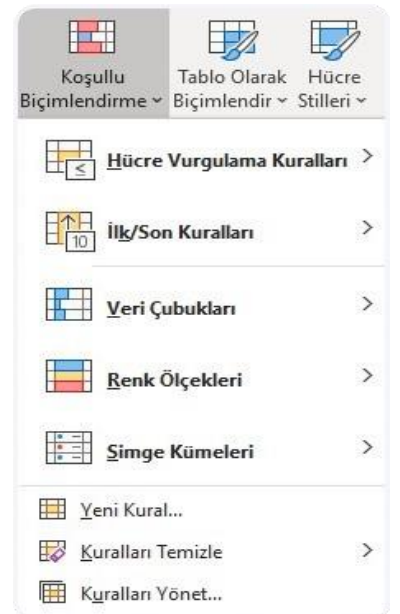 Koşullu Biçimlendirme
Tablo Olarak Biçimlendir
Hücre Stilleri
≤
Hücre Vurgulama Kuralları
10
İlk/Son Kuralları
Veri Çubukları
Renk Ölçekleri
Simge Kümeleri
Yeni Kural...
Kuralları Temizle
Kuralları Yönet...